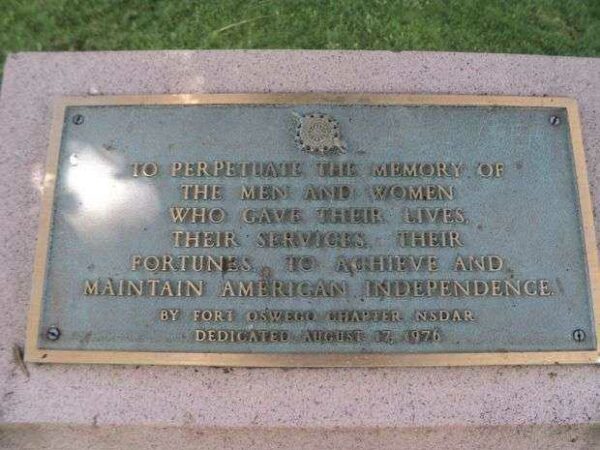 TO PERPETUATE THE MEMORY OF
THE MEN AND WOMEN
WHO GAVE THEIR LIVES,
THEIR SERVICES, THEIR
FORTUNES, TO ACHIEVE AND
MAINTAIN AMERICAN INDEPENDENCE.
BY FORT OSWEGO CHAPTER NSDAR
DEDICATED AUGUST 17, 1976